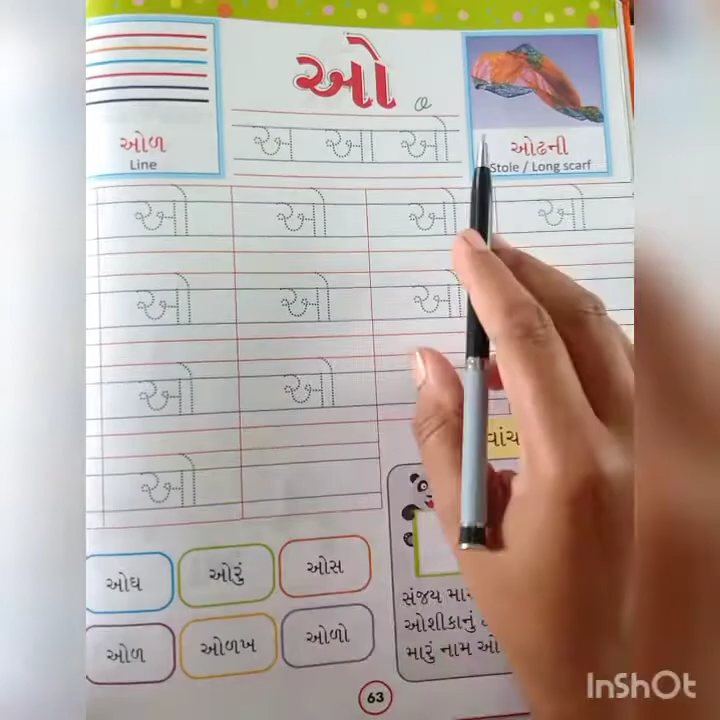 ઓ
ઓળ
Line
અ આ ઓ
ઓઢની
Stole / Long scarf
ઓ ઓ ઓ ઓ
ઓ ઓ ઓ
ઓ ઓ
ઓ
ઓઘ ઓરું ઓસ
ઓળ ઓળખ ઓળો
સંજય
ઓશીકાનું
મારું નામ
63
InShOt